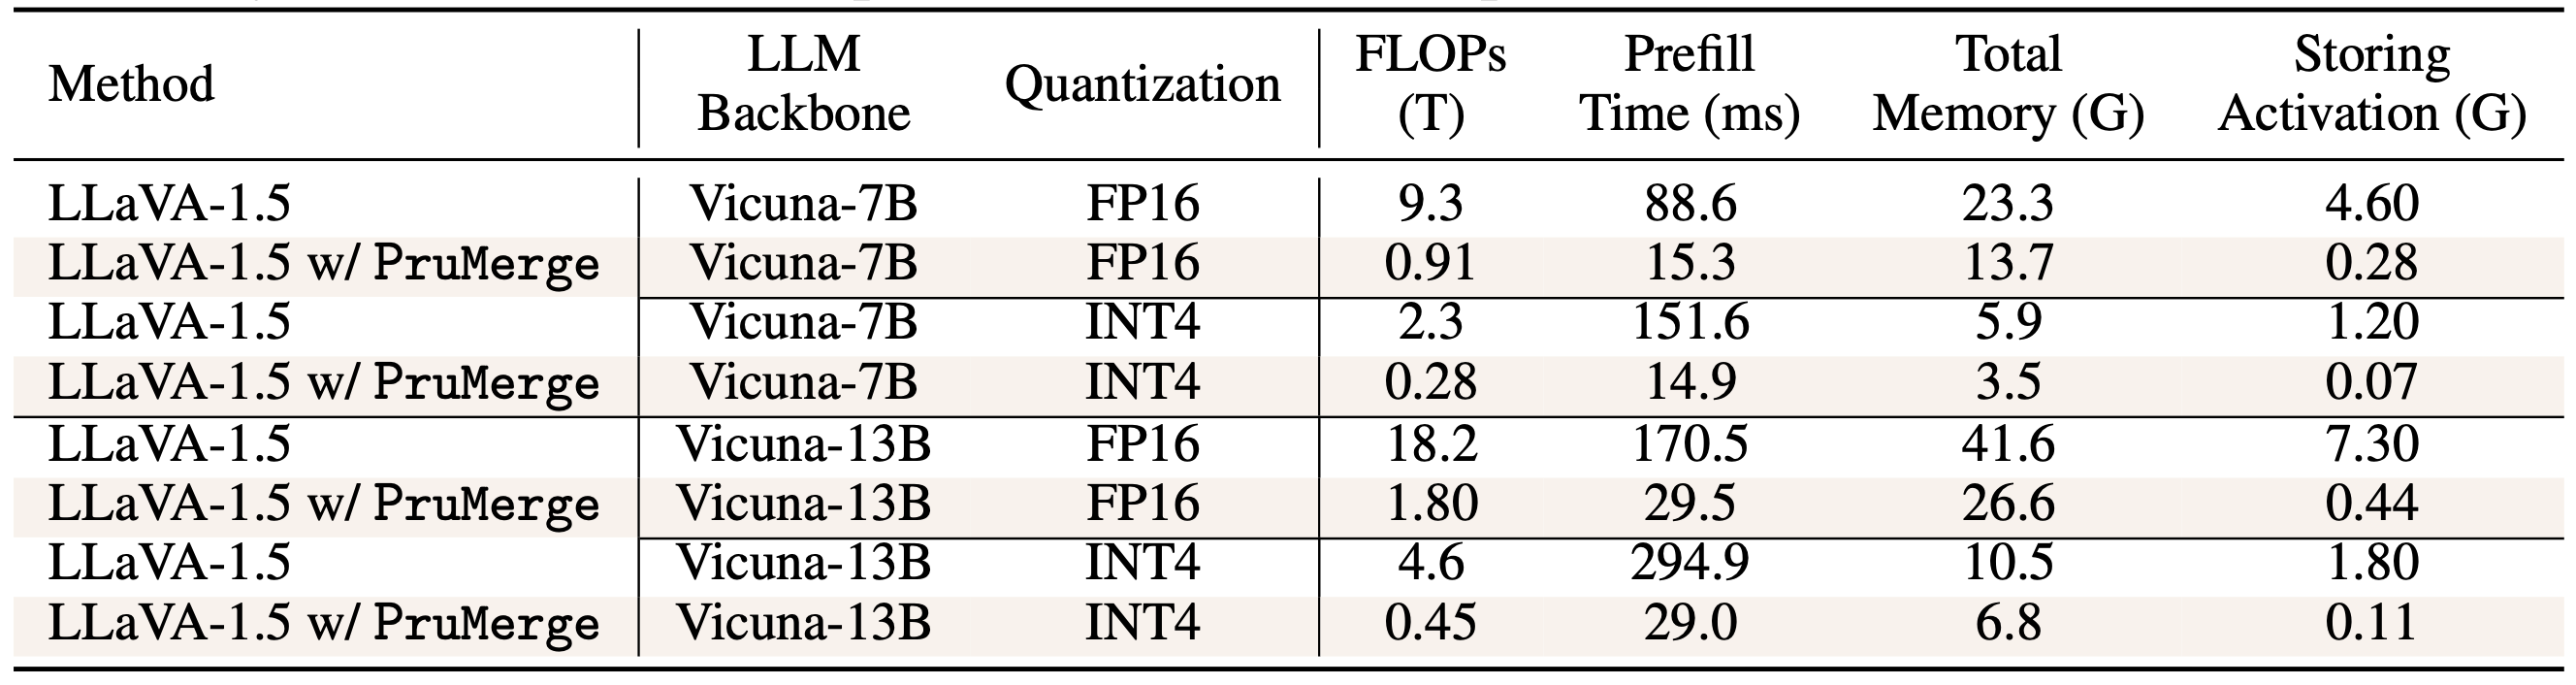 Method LLM Backbone Quantization FLOPs (T) Prefill Time (ms) Total Memory (G) Storing Activation (G)
LLaVA-1.5 Vicuna-7B FP16 9.3 88.6 23.3 4.60
LLaVA-1.5 w/ PruMerge Vicuna-7B FP16 0.91 15.3 13.7 0.28
LLaVA-1.5 Vicuna-7B INT4 2.3 151.6 5.9 1.20
LLaVA-1.5 w/ PruMerge Vicuna-7B INT4 0.28 14.9 3.5 0.07
LLaVA-1.5 Vicuna-13B FP16 18.2 170.5 41.6 7.30
LLaVA-1.5 w/ PruMerge Vicuna-13B FP16 1.80 29.5 26.6 0.44
LLaVA-1.5 Vicuna-13B INT4 4.6 294.9 10.5 1.80
LLaVA-1.5 w/ PruMerge Vicuna-13B INT4 0.45 29.0 6.8 0.11